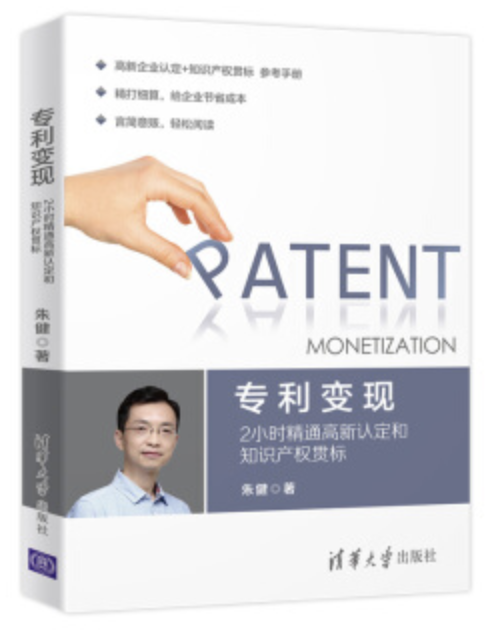 高新企业认定+知识产权贯标 参考手册
精打细算，给企业节省成本
言简意赅，轻松阅读
PATENT
MONETIZATION
专利变现
2小时精通高新认定和
知识产权贯标
朱健 著
清华大学出版社
专利变现
2小时精通高新认定和
知识产权贯标
朱健 著
清华大学出版社